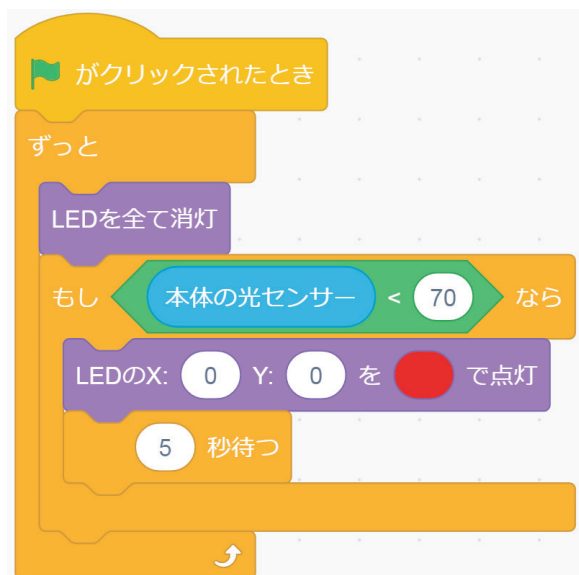 がクリックされたとき
ずっと
LEDを全て消灯
もし 本体の光センサー < 70 なら
LEDのX: 0 Y: 0 を で点灯
5 秒待つ